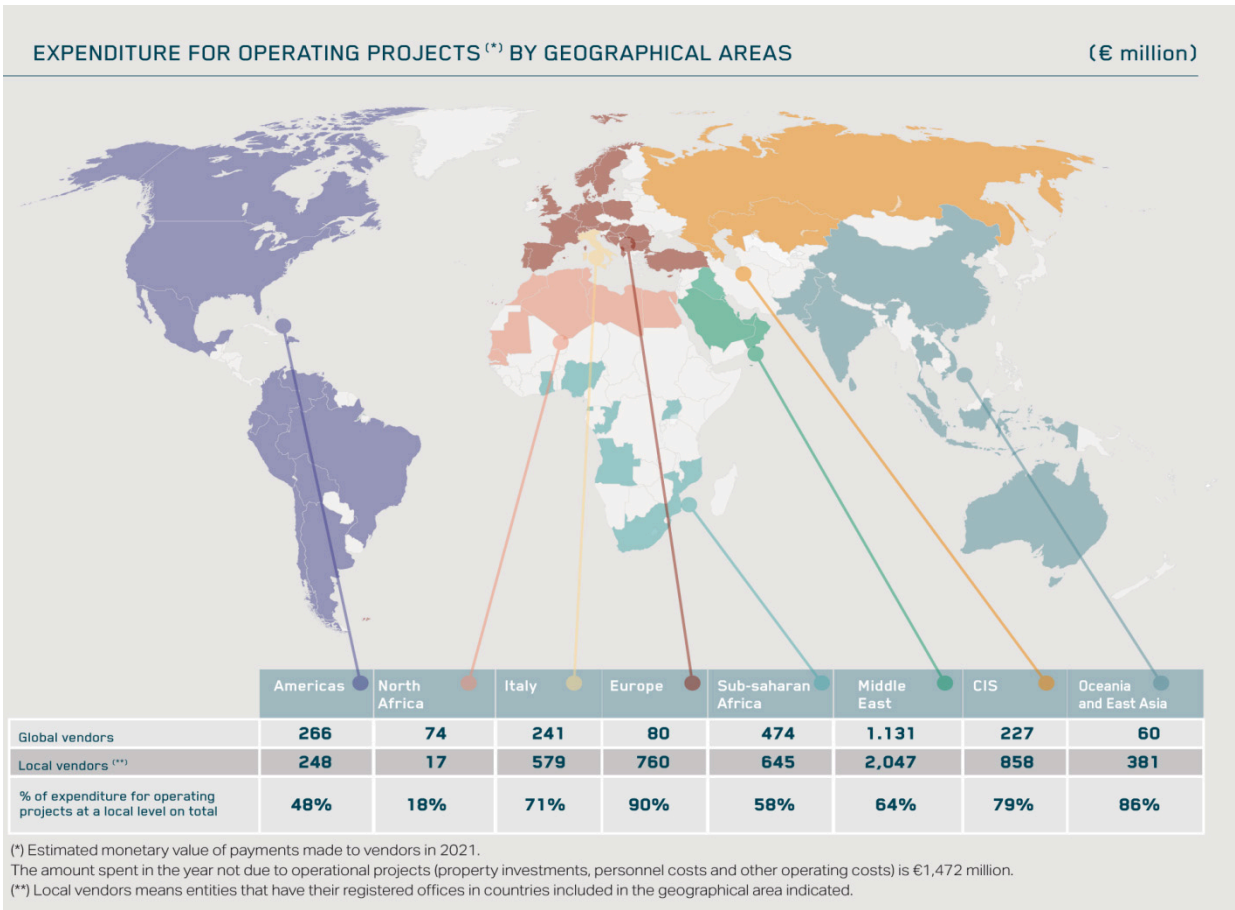 EXPENDITURE FOR OPERATING PROJECTS (*) BY GEOGRAPHICAL AREAS (€ million)
Americas North Africa Italy Europe Sub-saharan Africa Middle East CIS Oceania and East Asia
Global vendors 266 74 241 80 474 1.131 227 60
Local vendors (**) 248 17 579 760 645 2,047 858 381
% of expenditure for operating
projects at a local level on total 48% 18% 71% 90% 58% 64% 79% 86%
(*) Estimated monetary value of payments made to vendors in 2021.
The amount spent in the year not due to operational projects (property investments, personnel costs and other operating costs) is €1,472 million.
(**) Local vendors means entities that have their registered offices in countries included in the geographical area indicated.